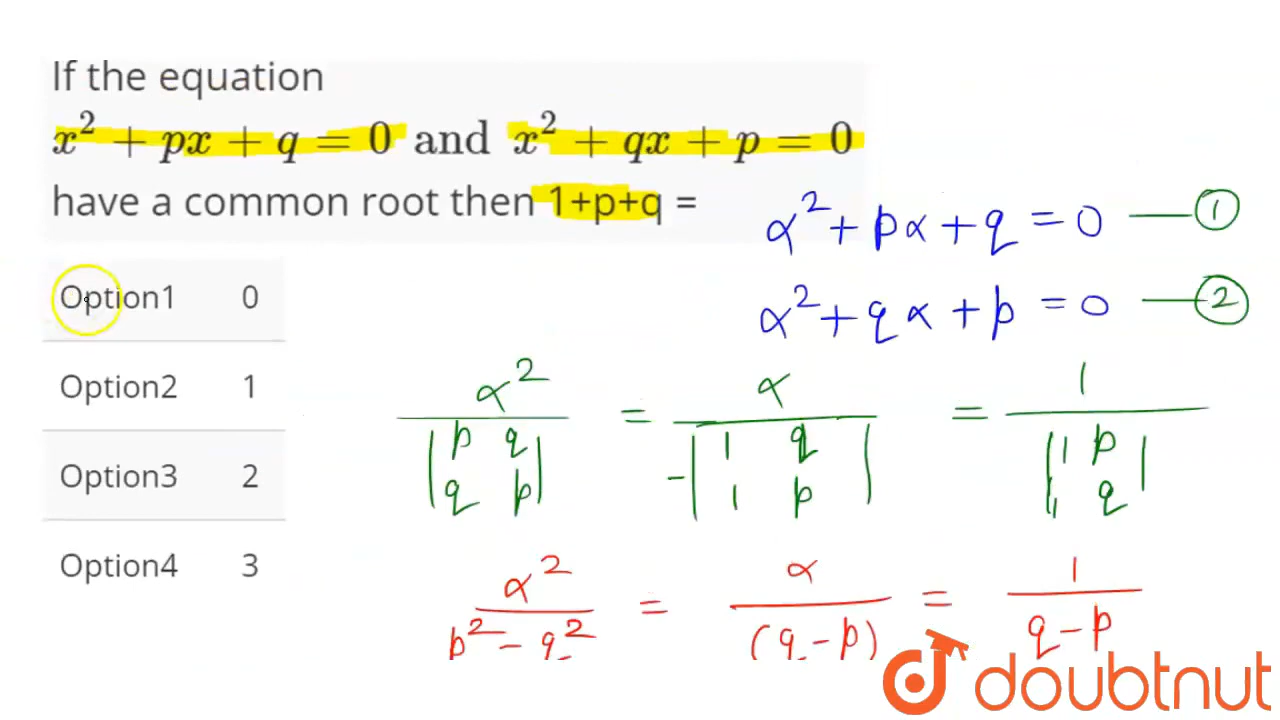 If the equation
x² + px + q = 0 and x² + qx + p = 0
have a common root then 1+p+q =
α² + pα + q = 0 — ①
α² + qα + p = 0 — ②
Option1 0
Option2 1
Option3 2
Option4 3
α² = α = 1
|p q| -|1 q| |1 p|
|q p| |1 p| |1 q|
α² = α = 1
p² - q² (q - p) q - p
doubtnut